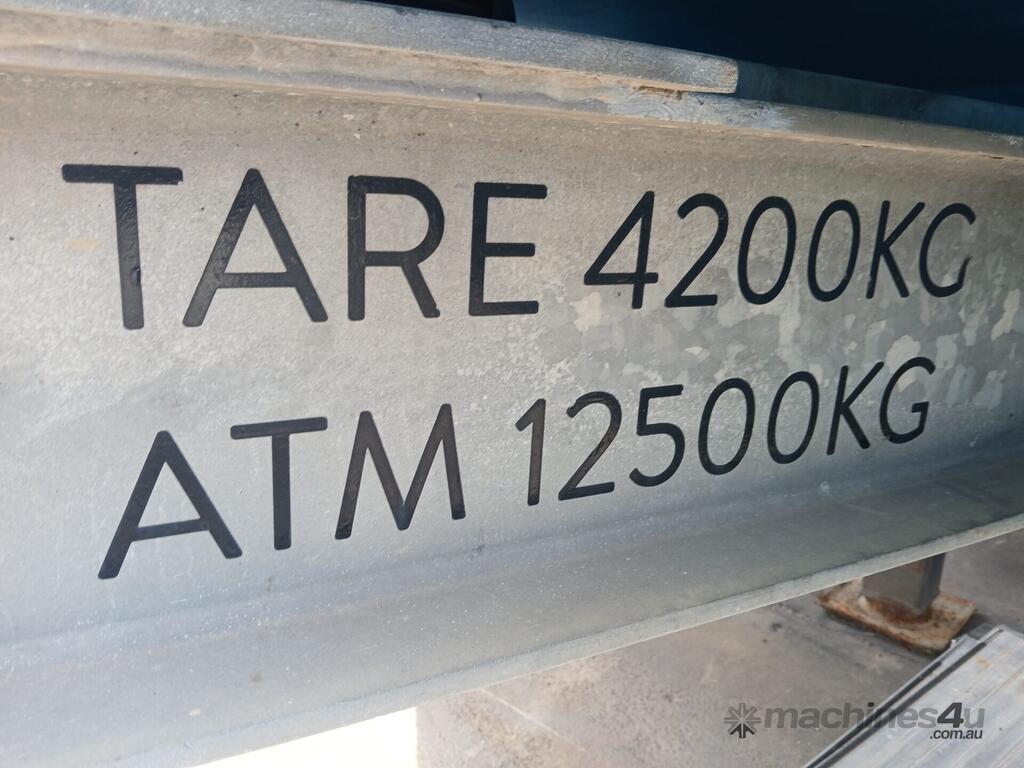 TARE 4200KG
ATM 12500KG
machines4u
.com.au